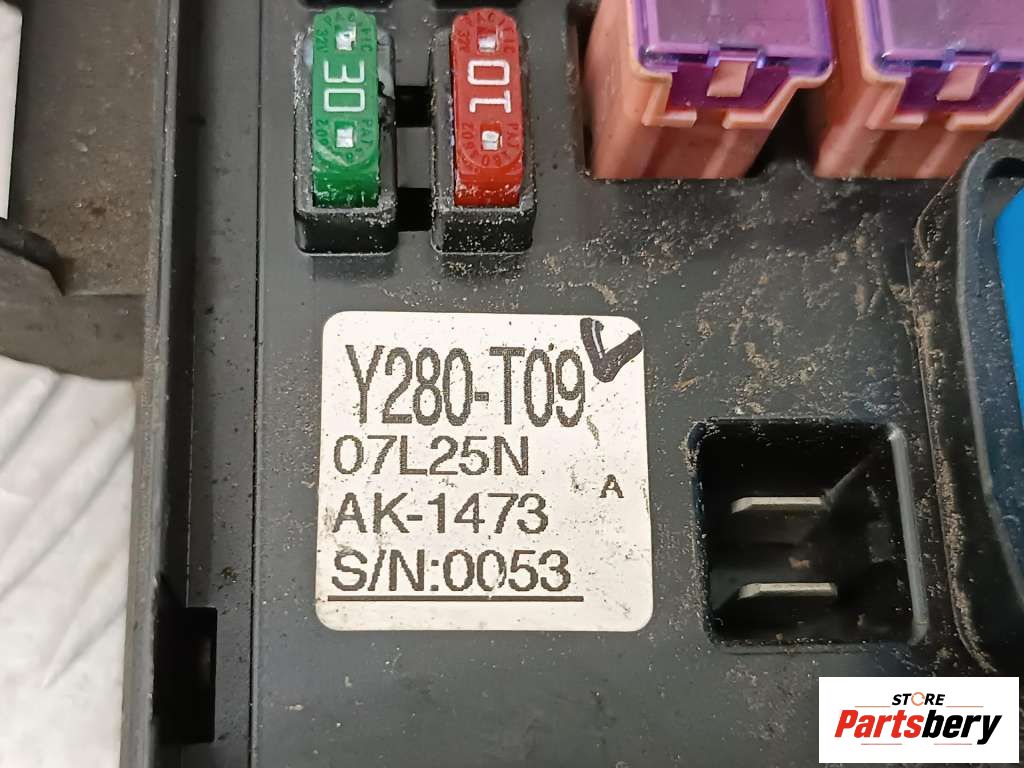 30
10
Y280-T09
07L25N
A
AK-1473
S/N:0053
STORE
Partsbery